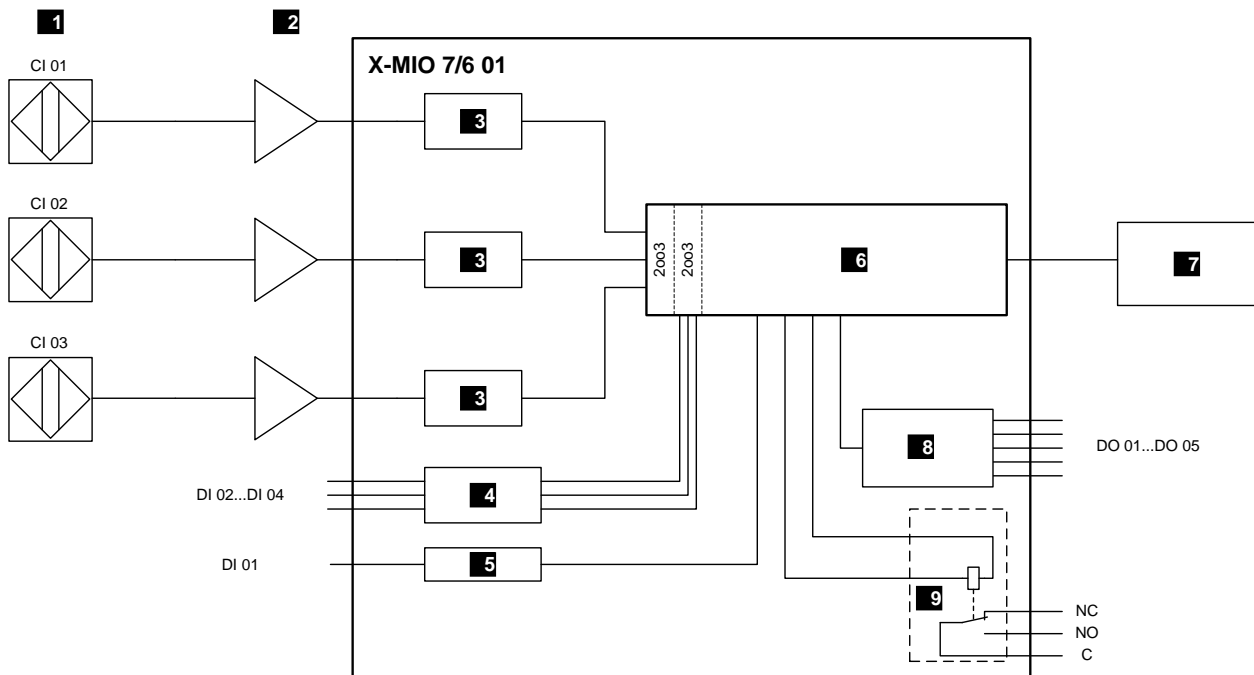 1
2
CI 01
X-MIO 7/6 01
3
CI 02
3
2oo3
2oo3
6
7
CI 03
3
8
DO 01...DO 05
DI 02...DI 04
4
DI 01
5
9
NC
NO
C